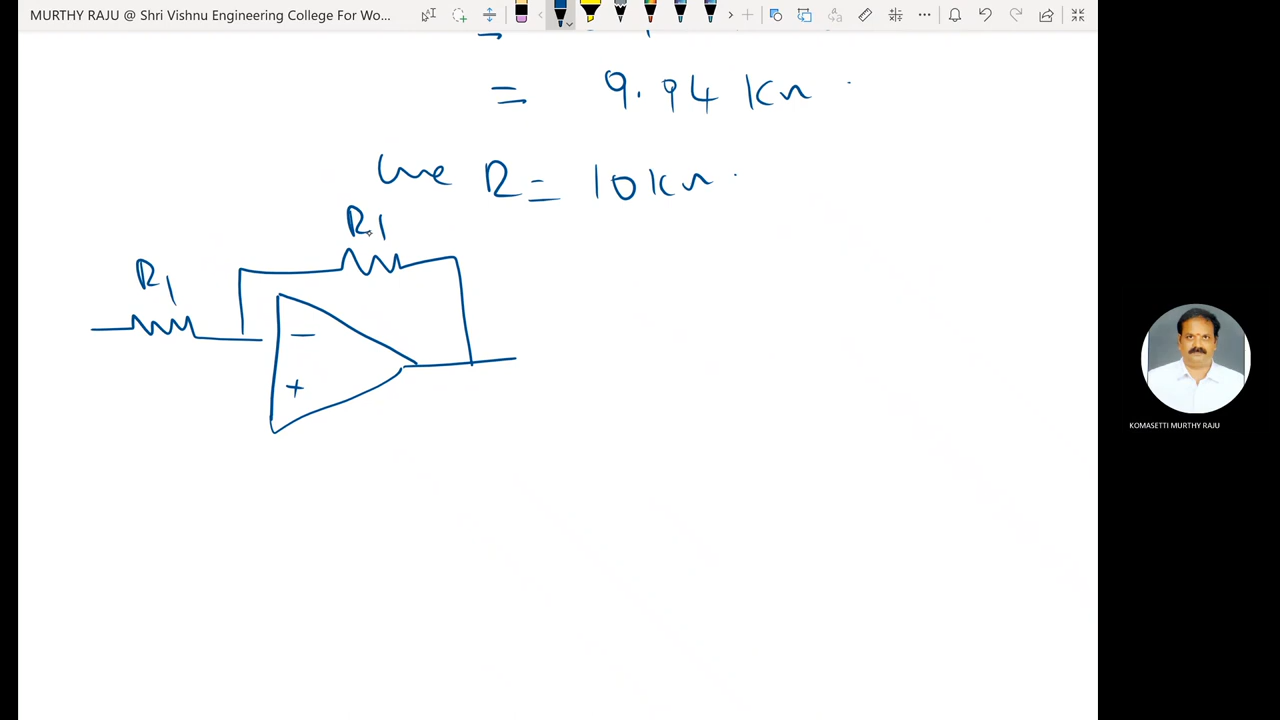 MURTHY RAJU @ Shri Vishnu Engineering College For Wo...
= 9.94 KΩ
use R = 10KΩ.
R1
R1
−
+
KOMASETTI MURTHY RAJU